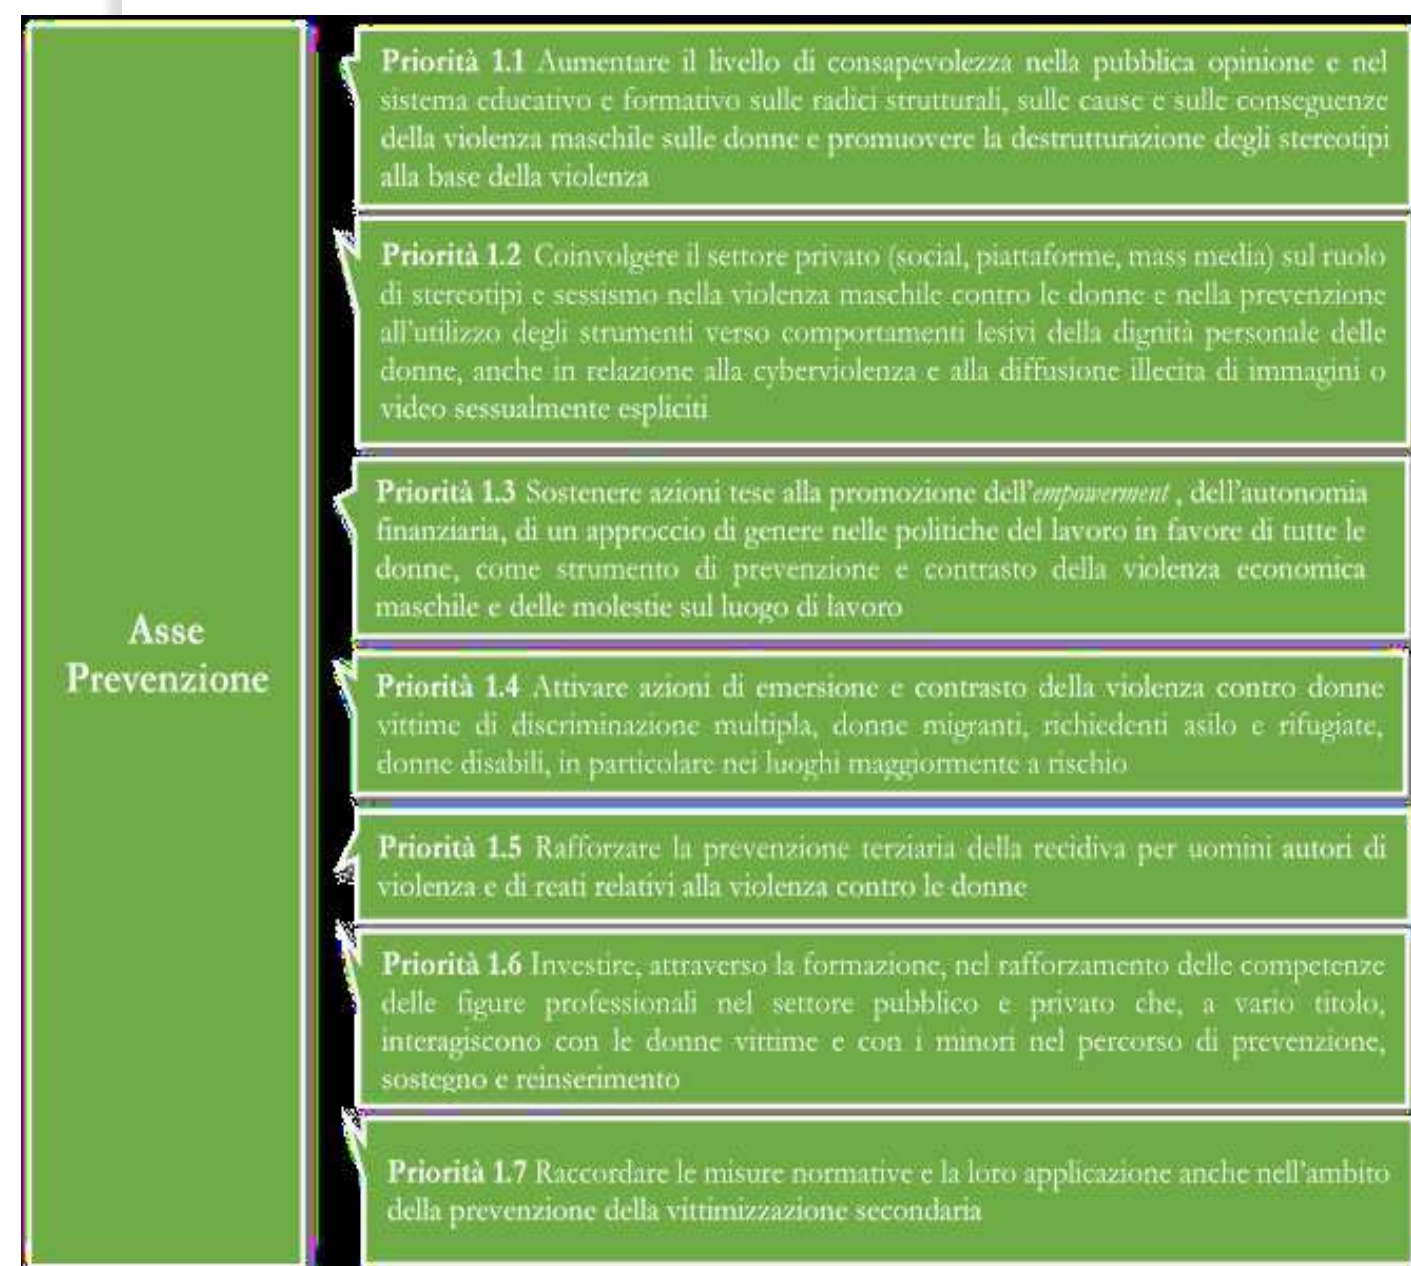 Asse
Prevenzione
Priorità 1.1 Aumentare il livello di consapevolezza nella pubblica opinione e nel
sistema educativo e formativo sulle radici strutturali, sulle cause e sulle conseguenze
della violenza maschile sulle donne e promuovere la destrutturazione degli stereotipi
alla base della violenza
Priorità 1.2 Coinvolgere il settore privato (social, piattaforme, mass media) sul ruolo
di stereotipi e sessismo nella violenza maschile contro le donne e nella prevenzione
all'utilizzo degli strumenti verso comportamenti lesivi della dignità personale delle
donne, anche in relazione alla cyberviolenza e alla diffusione illecita di immagini o
video sessualmente espliciti
Priorità 1.3 Sostenere azioni tese alla promozione dell'empowerment , dell'autonomia
finanziaria, di un approccio di genere nelle politiche del lavoro in favore di tutte le
donne, come strumento di prevenzione e contrasto della violenza economica
maschile e delle molestie sul luogo di lavoro
Priorità 1.4 Attivare azioni di emersione e contrasto della violenza contro donne
vittime di discriminazione multipla, donne migranti, richiedenti asilo e rifugiate,
donne disabili, in particolare nei luoghi maggiormente a rischio
Priorità 1.5 Rafforzare la prevenzione terziaria della recidiva per uomini autori di
violenza e di reati relativi alla violenza contro le donne
Priorità 1.6 Investire, attraverso la formazione, nel rafforzamento delle competenze
delle figure professionali nel settore pubblico e privato che, a vario titolo,
interagiscono con le donne vittime e con i minori nel percorso di prevenzione,
sostegno e reinserimento
Priorità 1.7 Raccordare le misure normative e la loro applicazione anche nell'ambito
della prevenzione della vittimizzazione secondaria